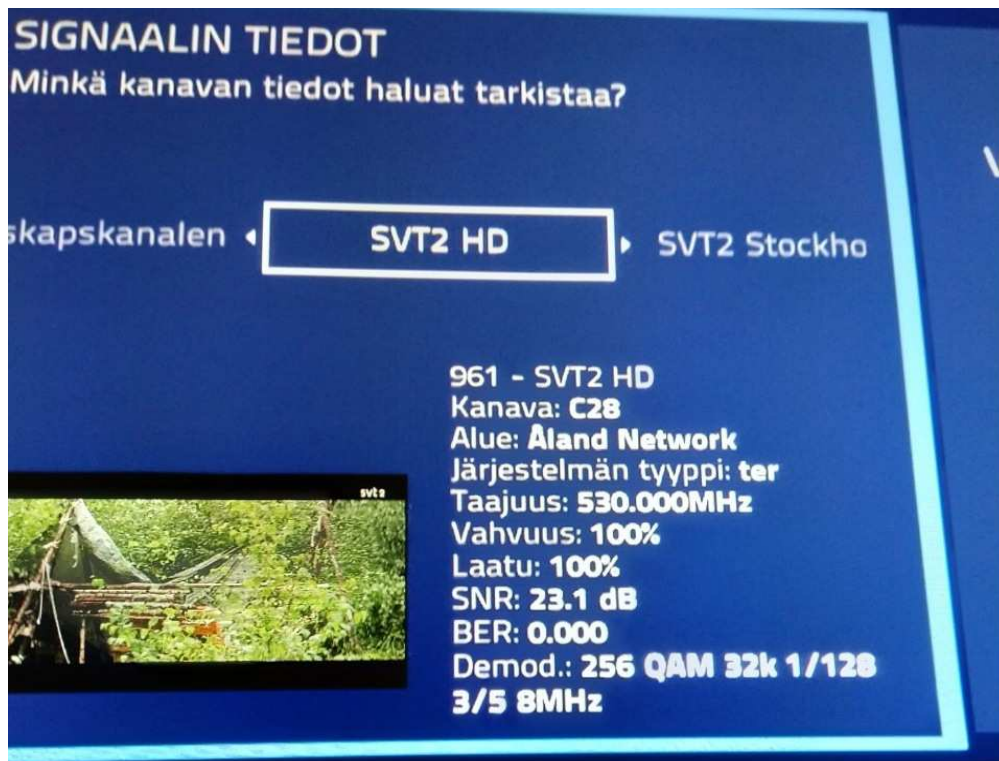 SIGNAALIN TIEDOT
Minkä kanavan tiedot haluat tarkistaa?
skapskanalen SVT2 HD SVT2 Stockho
961 - SVT2 HD
Kanava: C28
Alue: Åland Network
Järjestelmän tyyppi: ter
Taajuus: 530.000MHz
Vahvuus: 100%
Laatu: 100%
SNR: 23.1 dB
BER: 0.000
Demod.: 256 QAM 32k 1/128
3/5 8MHz
svt2